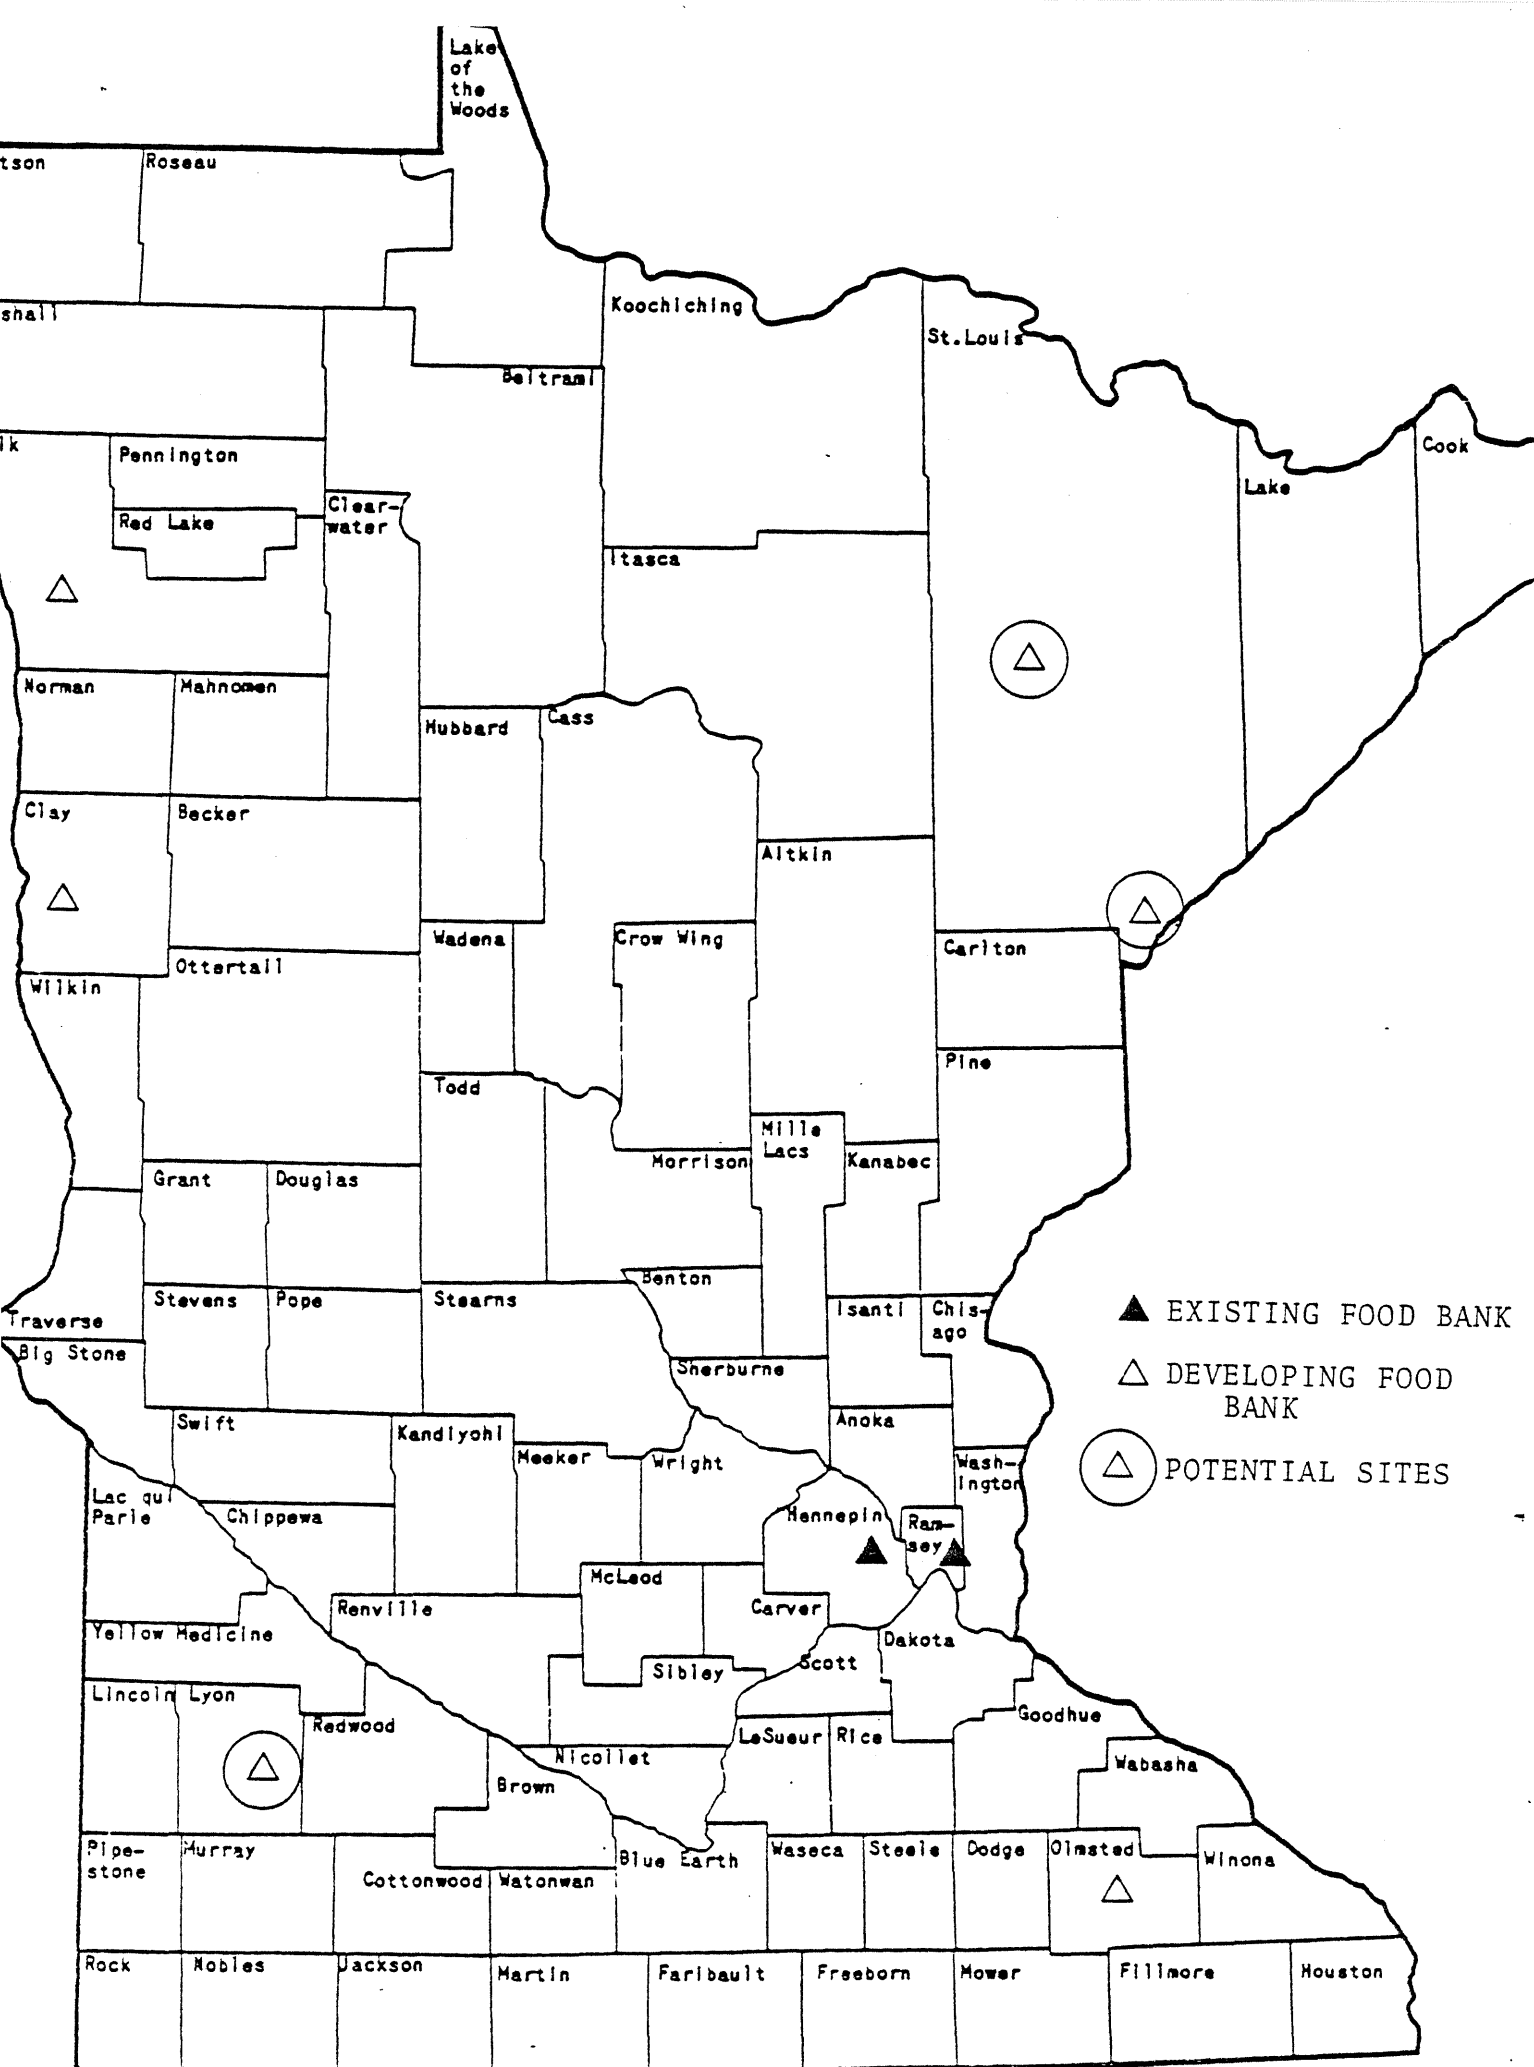 Lake
of
the
Woods
tson
Roseau
shall
Koochiching
St.Louis
Beltrami
lk
Pennington
Cook
Lake
Clear-
water
Red Lake
Itasca
Norman
Mahnomen
Hubbard
Cass
Clay
Becker
Aitkin
Wadena
Crow Wing
Carlton
Ottertail
Wilkin
Pine
Todd
Mille
Lacs
Morrison
Kanabec
Grant
Douglas
Benton
Stevens
Pope
Stearns
Isanti
Chis-
ago
Traverse
Big Stone
Sherburne
EXISTING FOOD BANK
DEVELOPING FOOD
BANK
POTENTIAL SITES
Swift
Kandiyohi
Anoka
Meeker
Wright
Wash-
ington
Lac qui
Parle
Chippewa
Hennepin
Ram-
sey
McLeod
Renville
Carver
Yellow Medicine
Dakota
Scott
Sibley
Lincoln
Lyon
Redwood
Goodhue
LeSueur
Rice
Nicollet
Wabasha
Brown
Pipe-
stone
Murray
Cottonwood
Watonwan
Blue Earth
Waseca
Steele
Dodge
Olmsted
Winona
Rock
Nobles
Jackson
Martin
Faribault
Freeborn
Mower
Fillmore
Houston